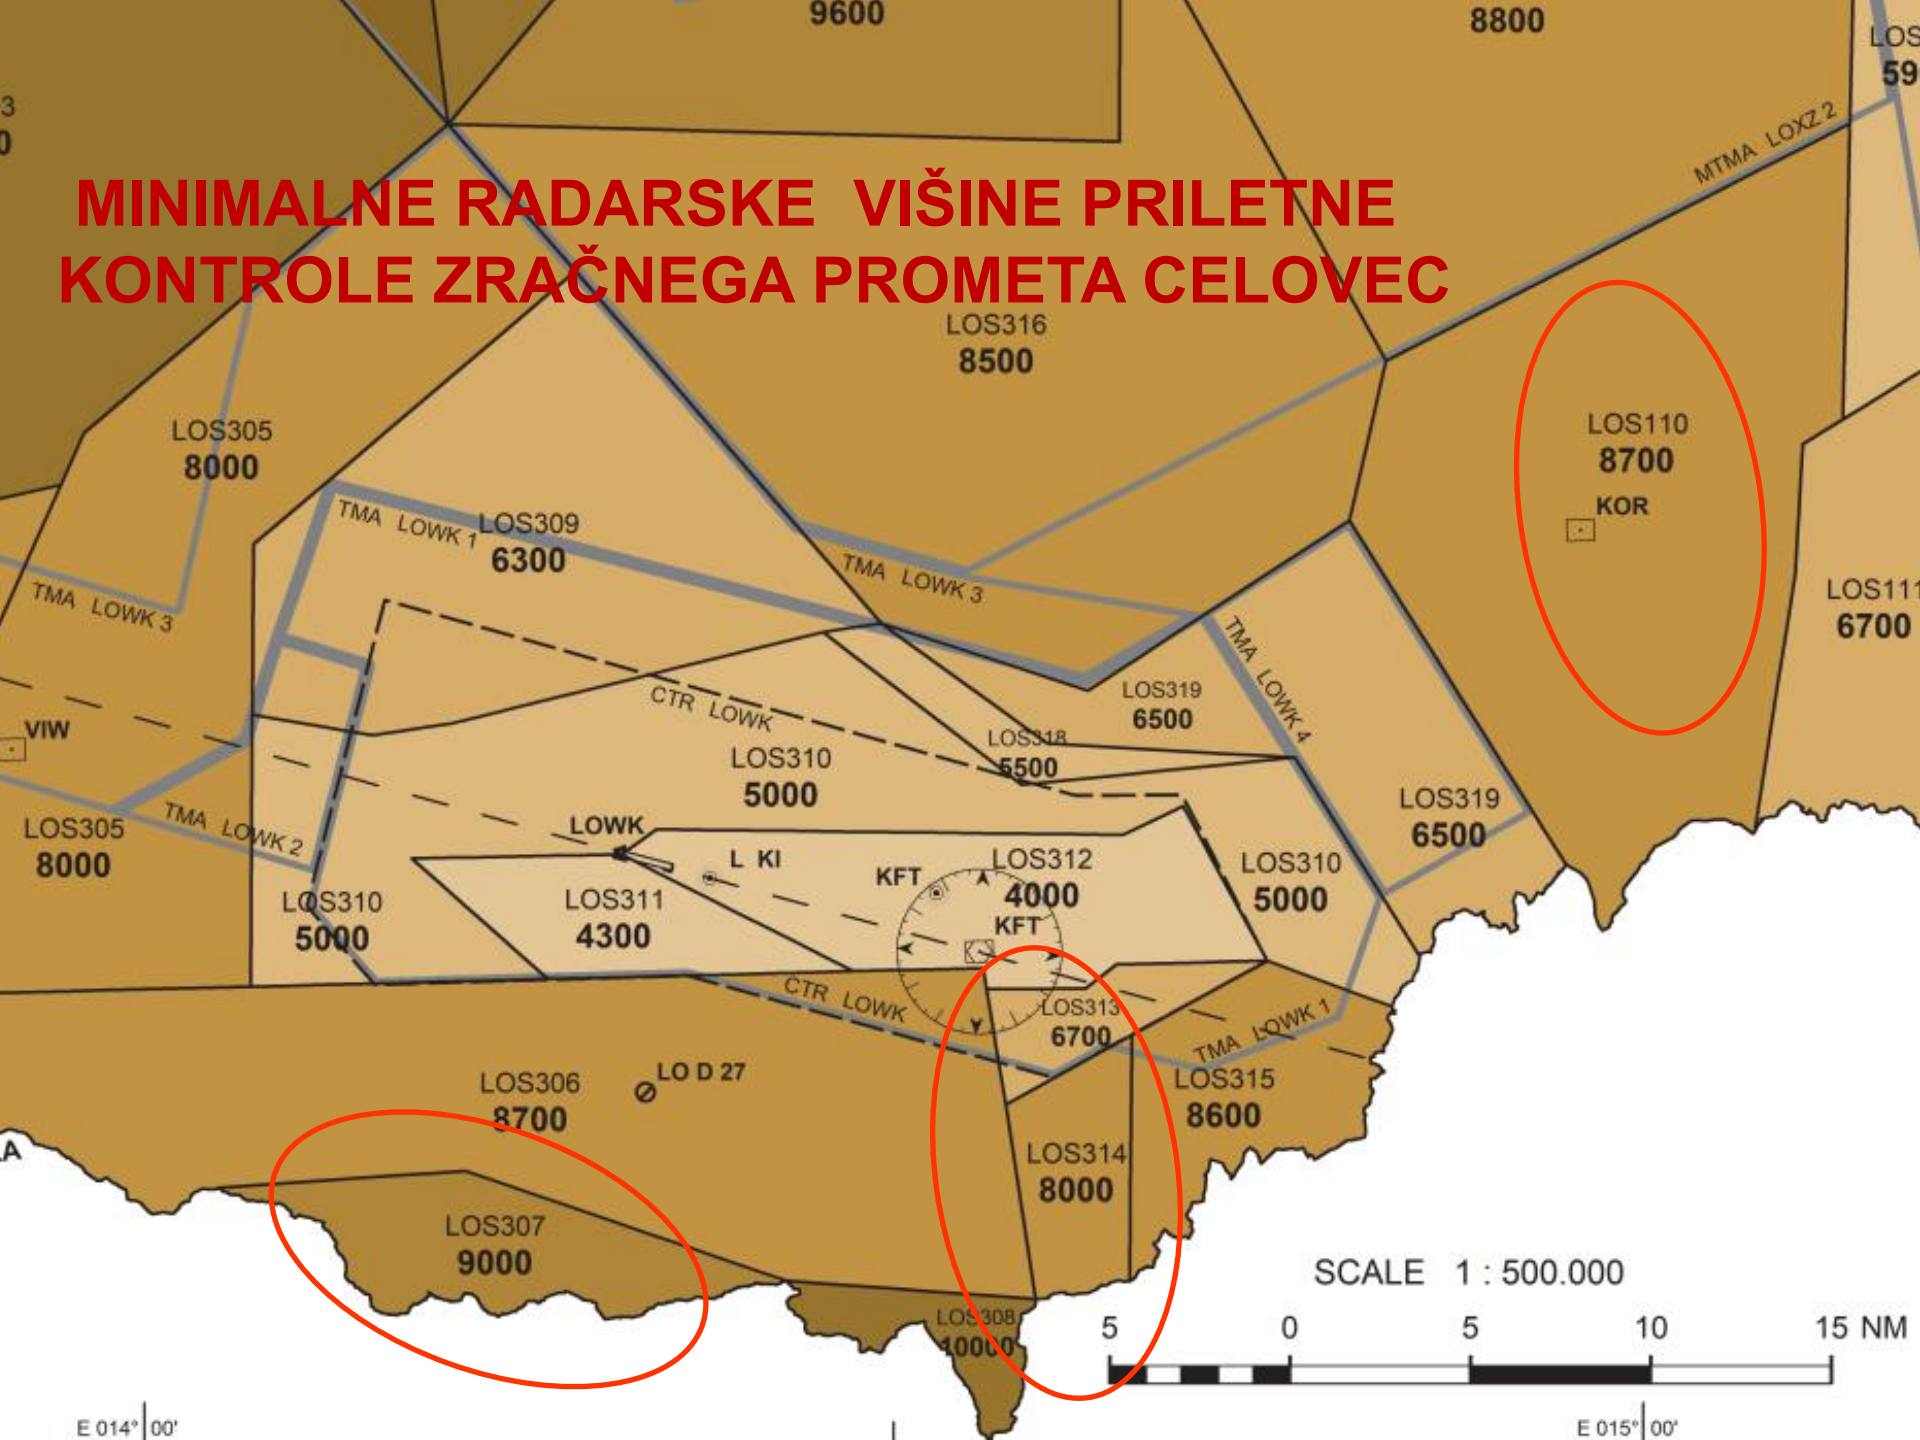 9600
8800
LOS
59
3
0
MTMA LOXZ 2
MINIMALNE RADARSKE VIŠINE PRILETNE
KONTROLE ZRAČNEGA PROMETA CELOVEC
LOS316
8500
LOS305
8000
LOS110
8700
KOR
TMA LOWK 1
LOS309
6300
TMA LOWK 3
TMA LOWK 3
LOS111
6700
TMA LOWK 4
CTR LOWK
LOS319
6500
VIW
LOS318
5500
LOS310
5000
LOS319
6500
TMA LOWK 2
LOS305
8000
LOWK
L KI
KFT
LOS312
4000
KFT
LOS310
5000
LOS310
5000
LOS311
4300
CTR LOWK
LOS313
6700
TMA LOWK 1
LOS306
8700
LO D 27
LOS315
8600
A
LOS314
8000
LOS307
9000
SCALE 1 : 500.000
LOS308
10000
5 0 5 10 15 NM
E 014° 00'
E 015° 00'